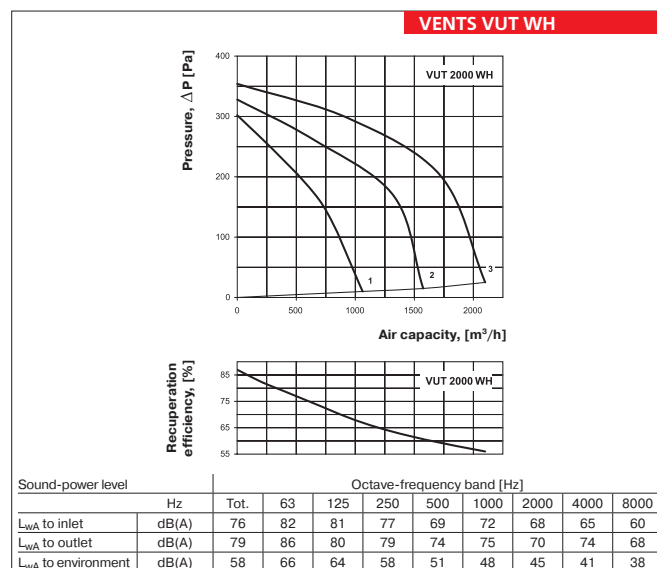 VENTS VUT WH
Pressure, △P [Pa]
400
300
200
100
0
VUT 2000 WH
1
2
3
0 500 1000 1500 2000
Air capacity, [m³/h]
Recuperation
efficiency, [%]
85
75
65
55
VUT 2000 WH
Sound-power level Octave-frequency band [Hz]
Hz Tot. 63 125 250 500 1000 2000 4000 8000
LwA to inlet dB(A) 76 82 81 77 69 72 68 65 60
LwA to outlet dB(A) 79 86 80 79 74 75 70 74 68
LwA to environment dB(A) 58 66 64 58 51 48 45 41 38